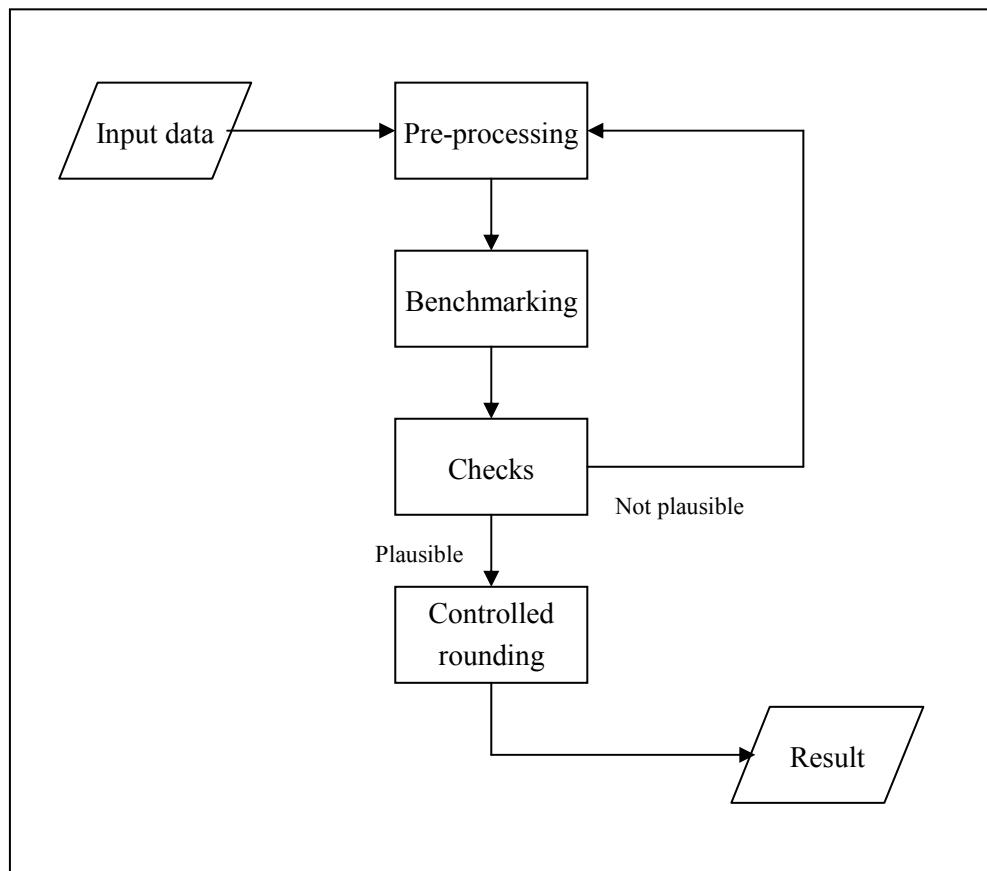 Input data
Pre-processing
Benchmarking
Checks
Not plausible
Plausible
Controlled
rounding
Result